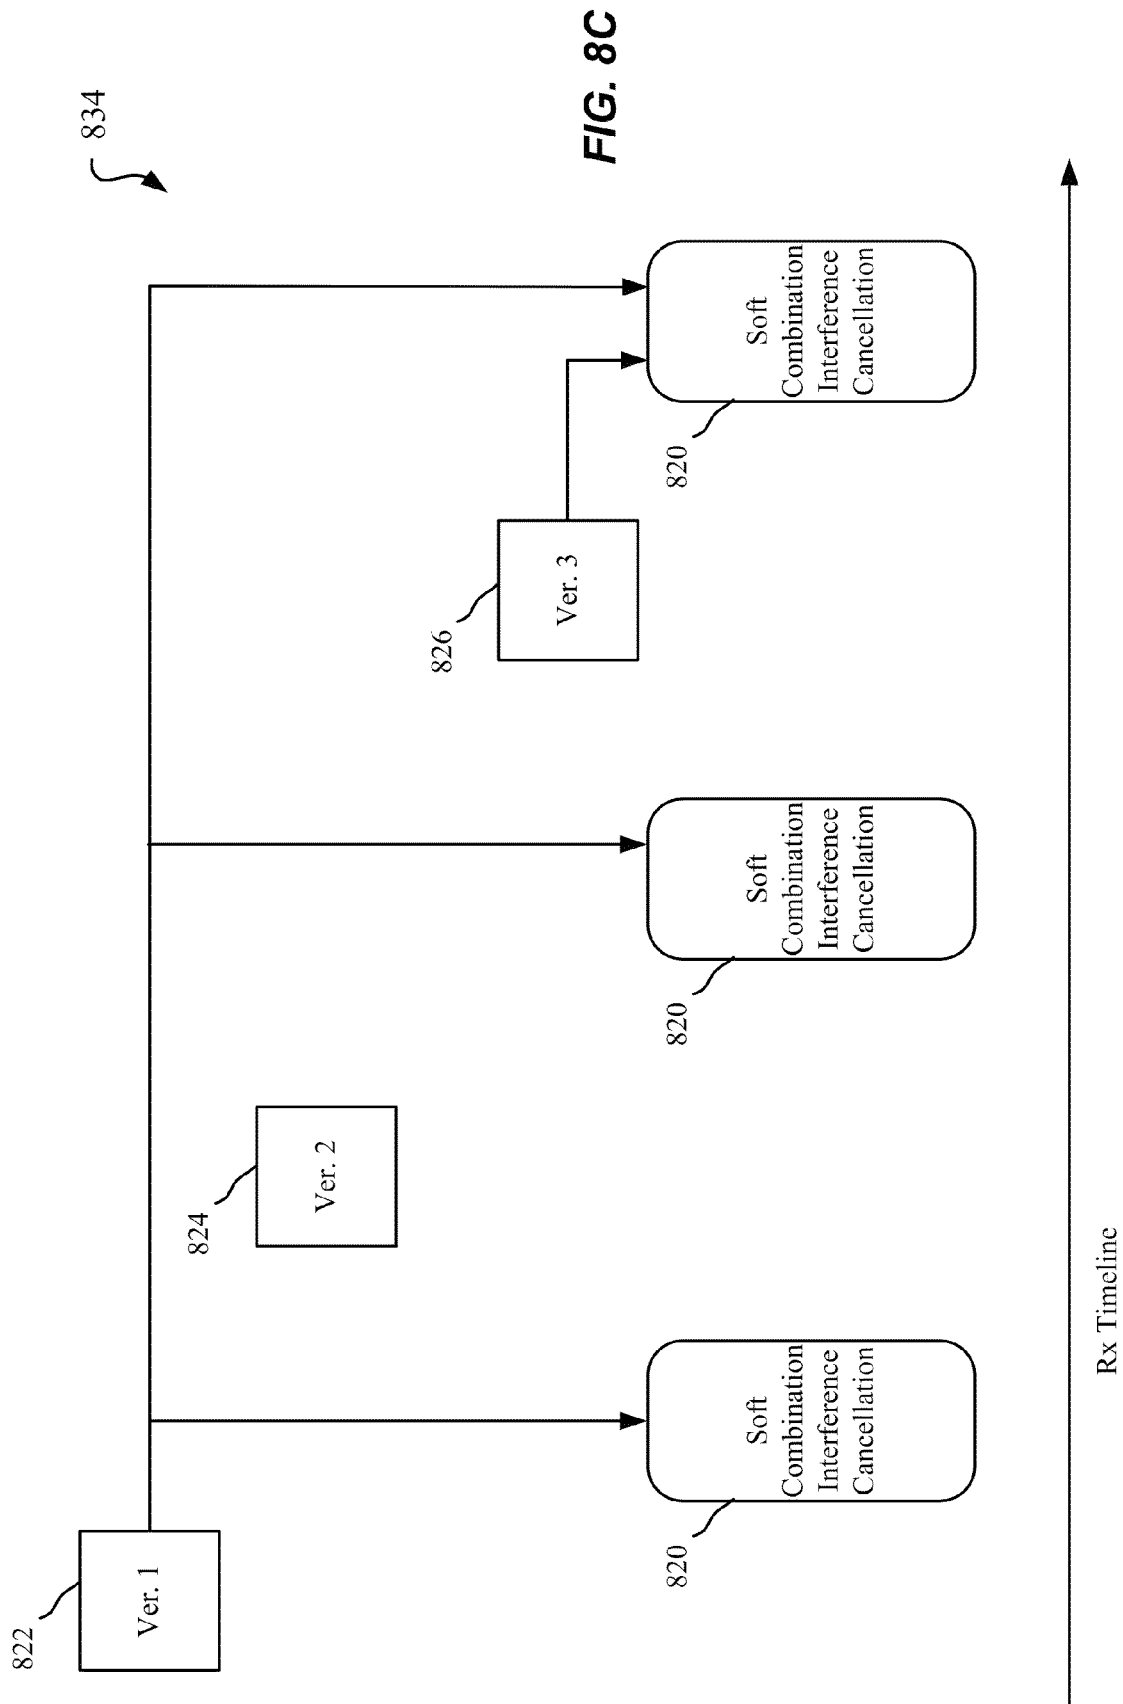 834
822
Ver. 1
824
Ver. 2
826
Ver. 3
820
Soft
Combination
Interference
Cancellation
820
Soft
Combination
Interference
Cancellation
820
Soft
Combination
Interference
Cancellation
Rx Timeline
FIG. 8C